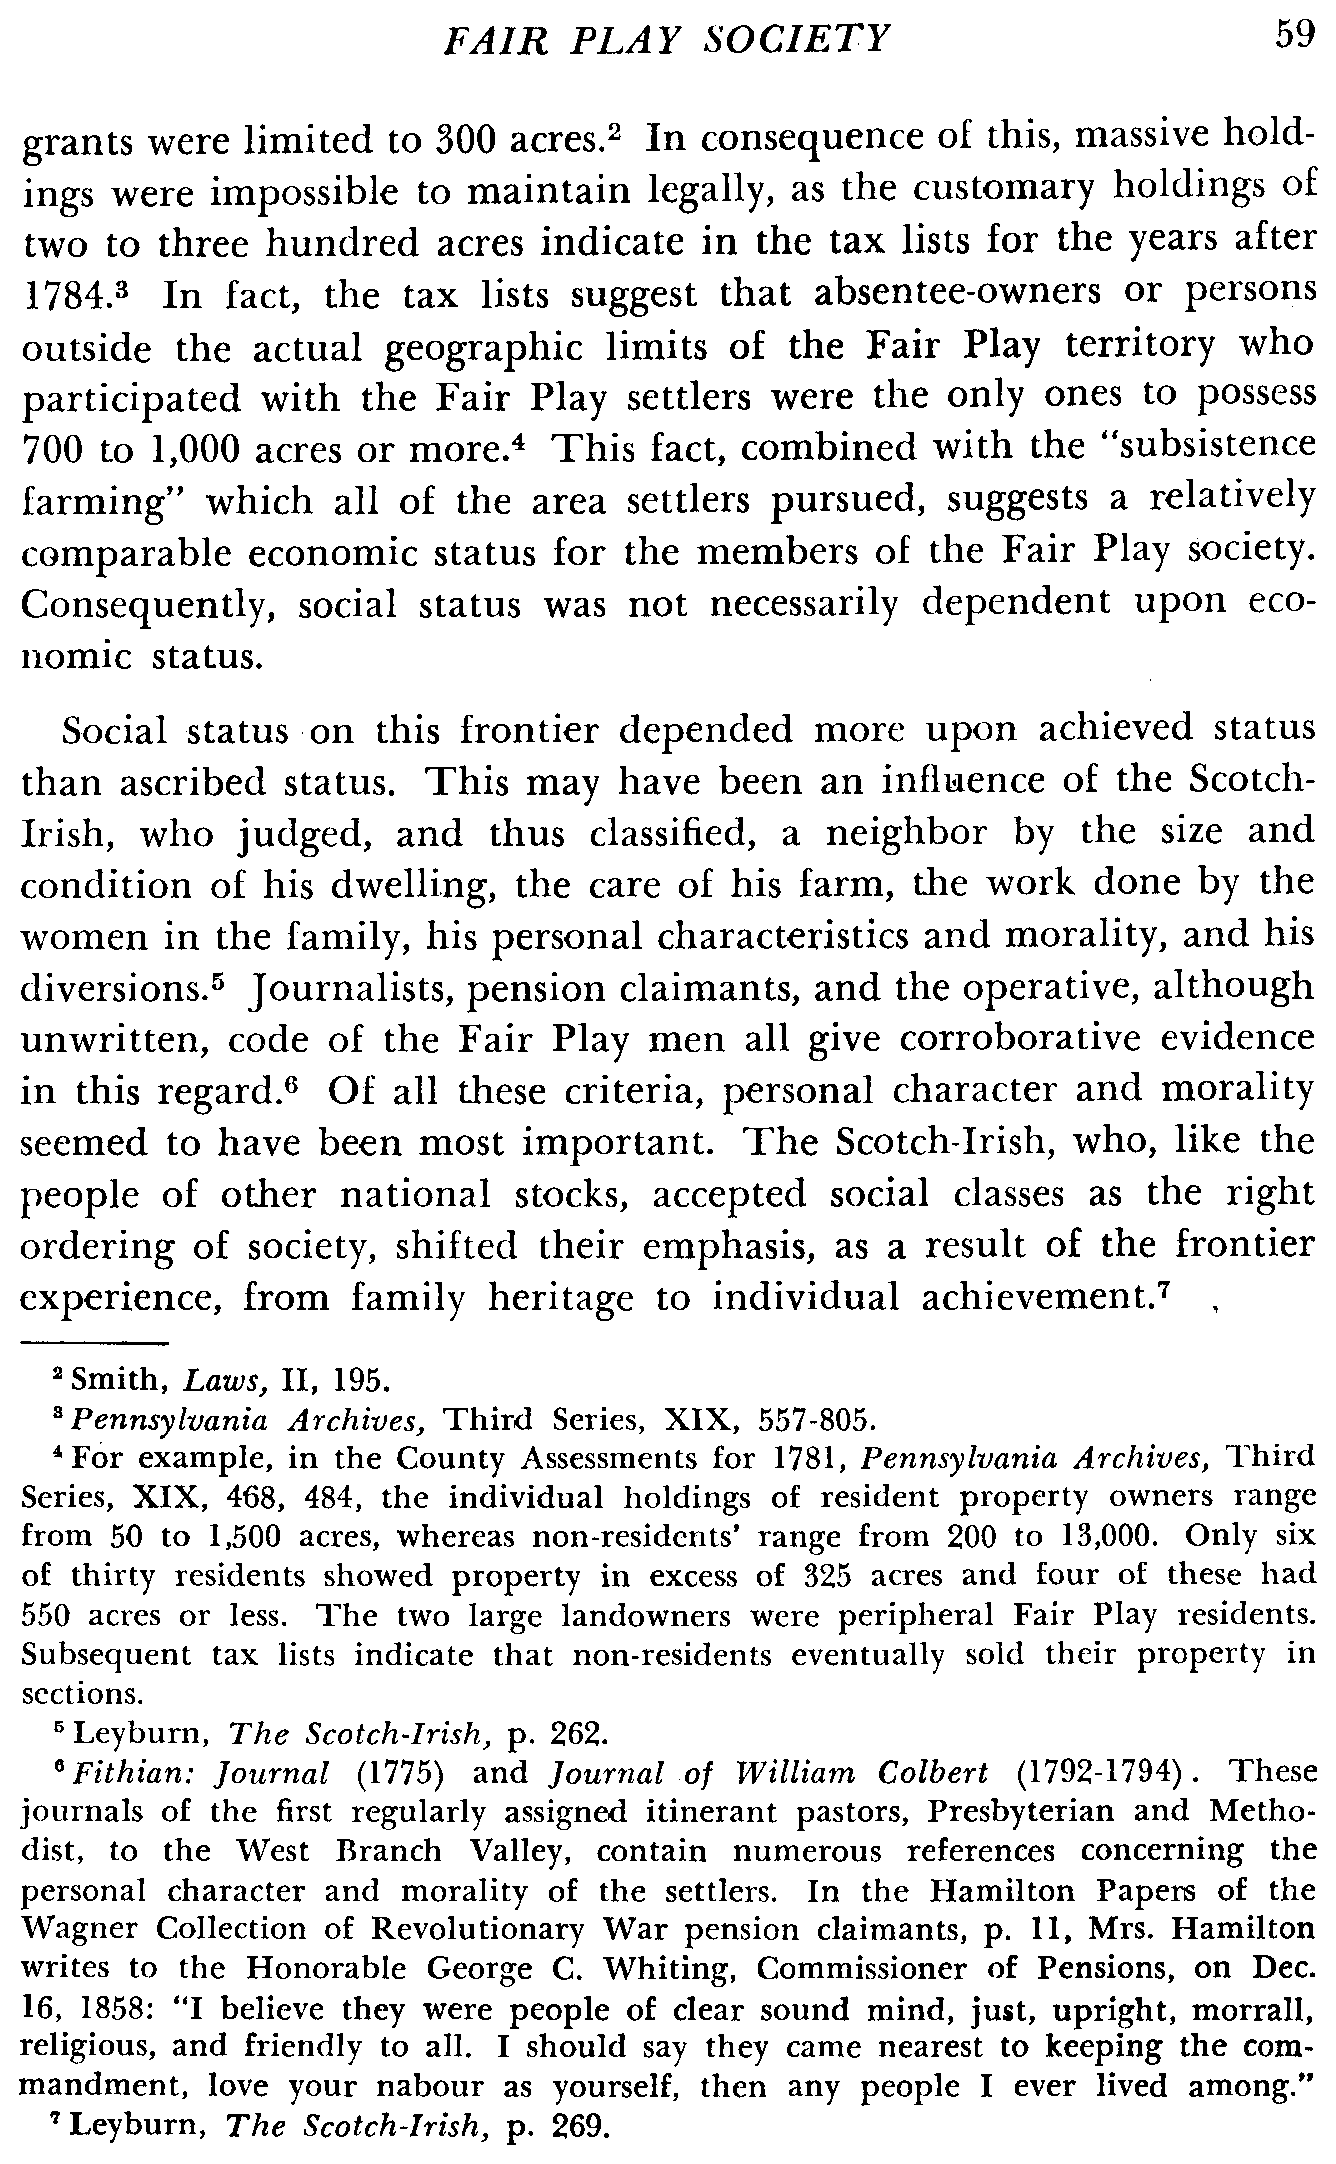 FAIR PLAY SOCIETY 59
grants were limited to 300 acres.² In consequence of this, massive hold-
ings were impossible to maintain legally, as the customary holdings of
two to three hundred acres indicate in the tax lists for the years after
1784.³ In fact, the tax lists suggest that absentee-owners or persons
outside the actual geographic limits of the Fair Play territory who
participated with the Fair Play settlers were the only ones to possess
700 to 1,000 acres or more.⁴ This fact, combined with the "subsistence
farming" which all of the area settlers pursued, suggests a relatively
comparable economic status for the members of the Fair Play society.
Consequently, social status was not necessarily dependent upon eco-
nomic status.
Social status on this frontier depended more upon achieved status
than ascribed status. This may have been an influence of the Scotch-
Irish, who judged, and thus classified, a neighbor by the size and
condition of his dwelling, the care of his farm, the work done by the
women in the family, his personal characteristics and morality, and his
diversions.⁵ Journalists, pension claimants, and the operative, although
unwritten, code of the Fair Play men all give corroborative evidence
in this regard.⁶ Of all these criteria, personal character and morality
seemed to have been most important. The Scotch-Irish, who, like the
people of other national stocks, accepted social classes as the right
ordering of society, shifted their emphasis, as a result of the frontier
experience, from family heritage to individual achievement.⁷
² Smith, Laws, II, 195.
³ Pennsylvania Archives, Third Series, XIX, 557-805.
⁴ For example, in the County Assessments for 1781, Pennsylvania Archives, Third
Series, XIX, 468, 484, the individual holdings of resident property owners range
from 50 to 1,500 acres, whereas non-residents' range from 200 to 13,000. Only six
of thirty residents showed property in excess of 325 acres and four of these had
550 acres or less. The two large landowners were peripheral Fair Play residents.
Subsequent tax lists indicate that non-residents eventually sold their property in
sections.
⁵ Leyburn, The Scotch-Irish, p. 262.
⁶ Fithian: Journal (1775) and Journal of William Colbert (1792-1794). These
journals of the first regularly assigned itinerant pastors, Presbyterian and Metho-
dist, to the West Branch Valley, contain numerous references concerning the
personal character and morality of the settlers. In the Hamilton Papers of the
Wagner Collection of Revolutionary War pension claimants, p. 11, Mrs. Hamilton
writes to the Honorable George C. Whiting, Commissioner of Pensions, on Dec.
16, 1858: "I believe they were people of clear sound mind, just, upright, morrall,
religious, and friendly to all. I should say they came nearest to keeping the com-
mandment, love your nabour as yourself, then any people I ever lived among."
⁷ Leyburn, The Scotch-Irish, p. 269.